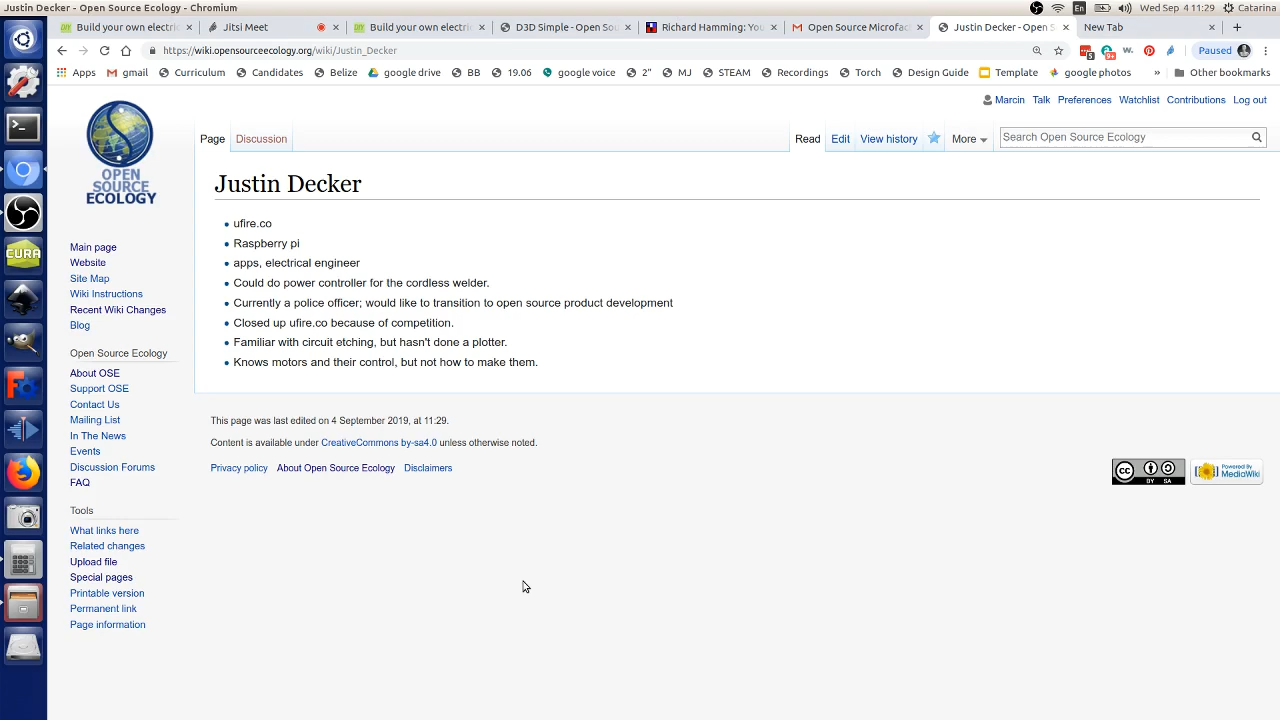 Justin Decker - Open Source Ecology - Chromium
En
Wed Sep 4 11:29
Catarina
Build your own electric
Jitsi Meet
Build your own electric
D3D Simple - Open Sou
Richard Hamming: You
Open Source Microfac
Justin Decker - Open S
New Tab
https://wiki.opensourceecology.org/wiki/Justin_Decker
Paused
Apps
gmail
Curriculum
Candidates
Belize
google drive
BB
19.06
google voice
2"
MJ
STEAM
Recordings
Torch
Design Guide
Template
google photos
»
Other bookmarks
Marcin
Talk
Preferences
Watchlist
Contributions
Log out
OPEN
SOURCE
ECOLOGY
Page
Discussion
Read
Edit
View history
More
Search Open Source Ecology
Justin Decker
ufire.co
Raspberry pi
apps, electrical engineer
Could do power controller for the cordless welder.
Currently a police officer; would like to transition to open source product development
Closed up ufire.co because of competition.
Familiar with circuit etching, but hasn't done a plotter.
Knows motors and their control, but not how to make them.
Main page
Website
Site Map
Wiki Instructions
Recent Wiki Changes
Blog
Open Source Ecology
About OSE
Support OSE
Contact Us
Mailing List
In The News
Events
Discussion Forums
FAQ
Tools
What links here
Related changes
Upload file
Special pages
Printable version
Permanent link
Page information
This page was last edited on 4 September 2019, at 11:29.
Content is available under CreativeCommons by-sa4.0 unless otherwise noted.
Privacy policy
About Open Source Ecology
Disclaimers
cc
BY SA
Powered By
MediaWiki
CURA